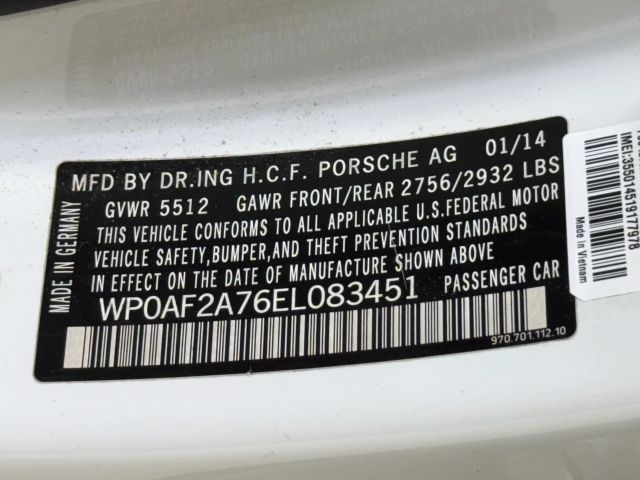 MFD BY DR.ING H.C.F. PORSCHE AG 01/14
GVWR 5512 GAWR FRONT/REAR 2756/2932 LBS
THIS VEHICLE CONFORMS TO ALL APPLICABLE U.S.FEDERAL MOTOR
VEHICLE SAFETY,BUMPER,AND THEFT PREVENTION STANDARDS
IN EFFECT ON THE DATE OF MANUFACTURE SHOWN ABOVE
WP0AF2A76EL083451 PASSENGER CAR
970.701.112.10
MADE IN GERMANY
Made in Vietnam